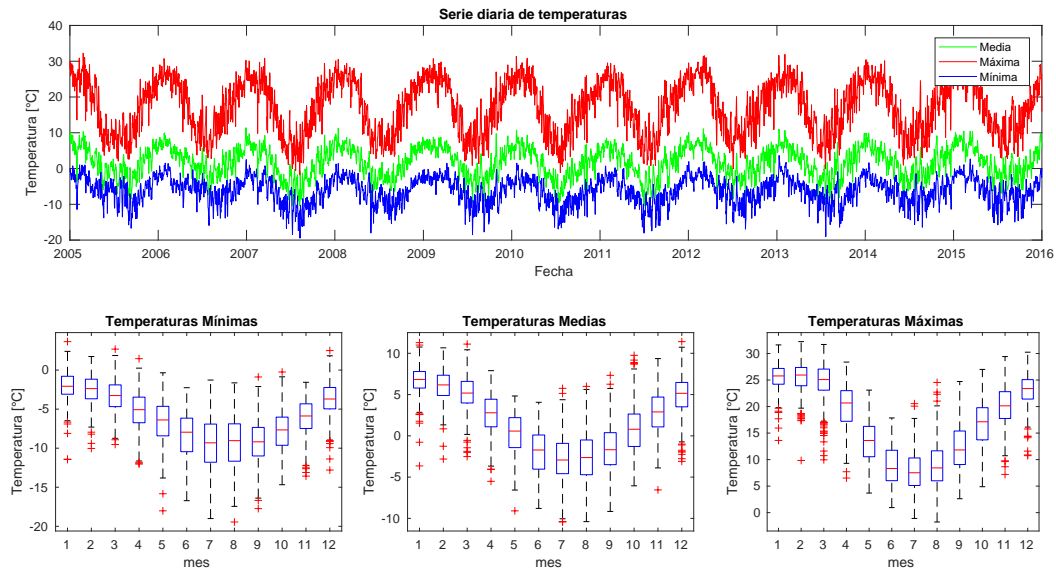 Serie diaria de temperaturas
40
30
20
10
0
-10
-20
Temperatura [°C]
Media
Máxima
Mínima
2005 2006 2007 2008 2009 2010 2011 2012 2013 2014 2015 2016
Fecha
Temperaturas Mínimas
0
-5
-10
-15
-20
Temperatura [°C]
1 2 3 4 5 6 7 8 9 10 11 12
mes
Temperaturas Medias
10
5
0
-5
-10
Temperatura [°C]
1 2 3 4 5 6 7 8 9 10 11 12
mes
Temperaturas Máximas
30
25
20
15
10
5
0
Temperatura [°C]
1 2 3 4 5 6 7 8 9 10 11 12
mes